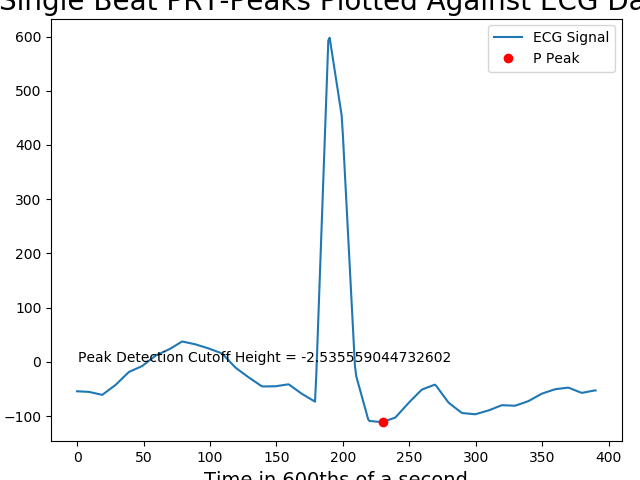 Single Beat PRT-Peaks Plotted Against ECG Da
600
500
400
300
200
100
0
−100
ECG Signal
P Peak
Peak Detection Cutoff Height = -2.535559044732602
0 50 100 150 200 250 300 350 400
Time in 600ths of a second